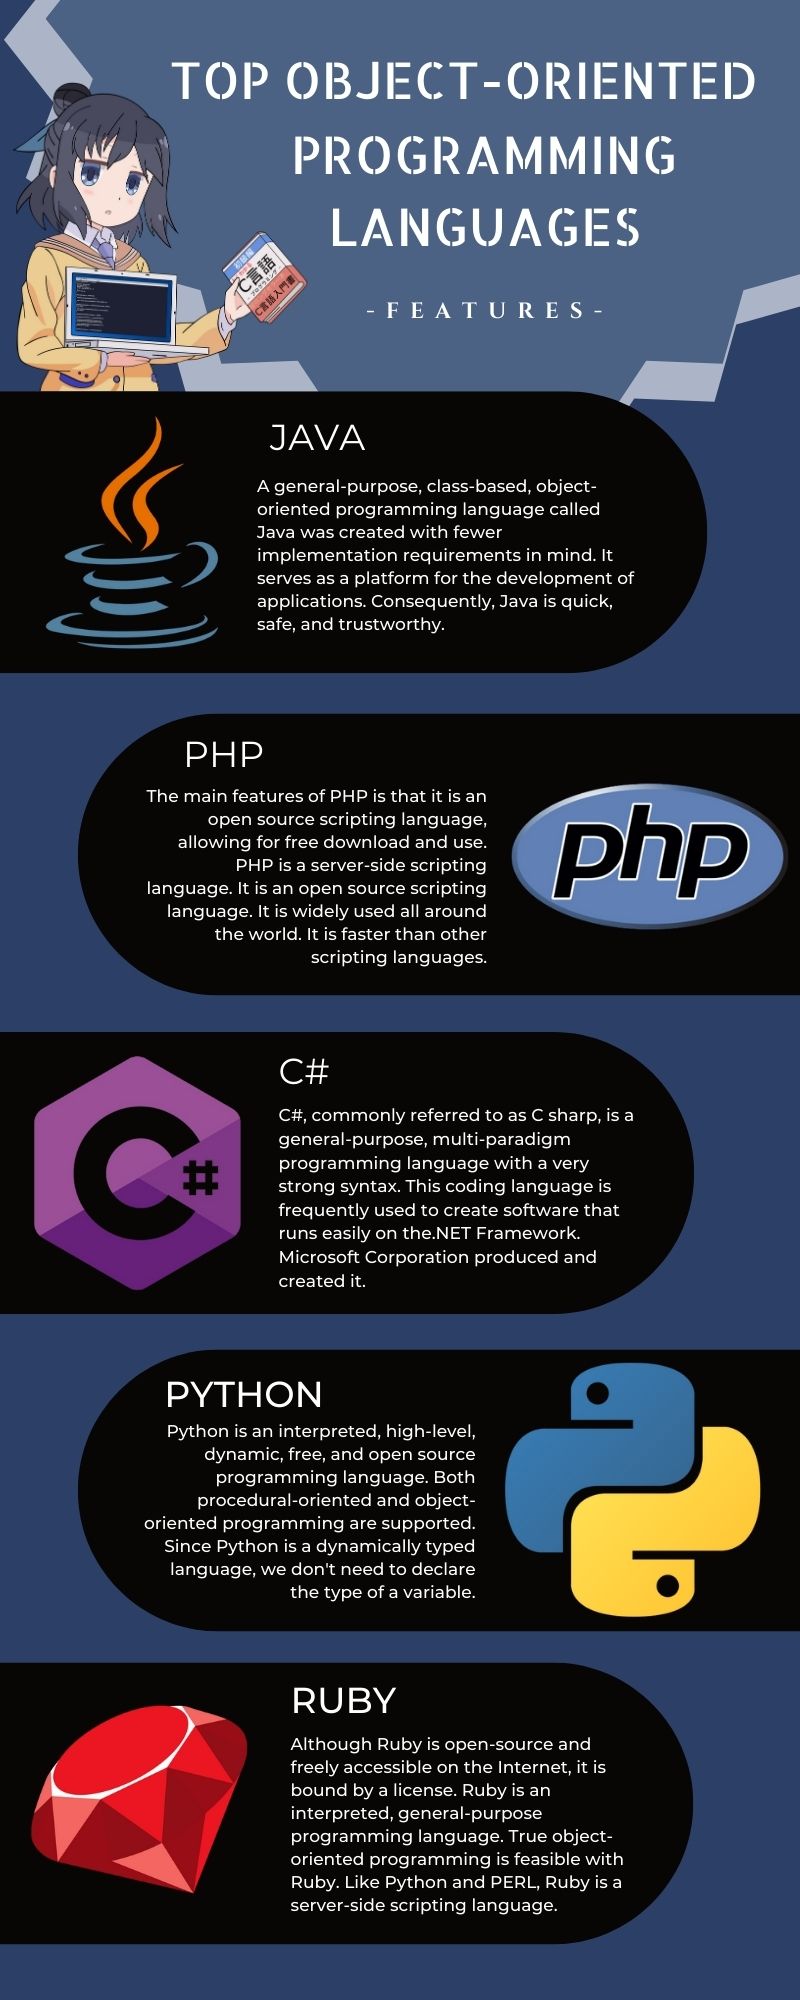 TOP OBJECT-ORIENTED
PROGRAMMING
LANGUAGES
-FEATURES-
C言語
C言語入門書
JAVA
A general-purpose, class-based, object-
oriented programming language called
Java was created with fewer
implementation requirements in mind. It
serves as a platform for the development of
applications. Consequently, Java is quick,
safe, and trustworthy.
PHP
The main features of PHP is that it is an
open source scripting language,
allowing for free download and use.
PHP is a server-side scripting
language. It is an open source scripting
language. It is widely used all around
the world. It is faster than other
scripting languages.
php
C#
C#, commonly referred to as C sharp, is a
general-purpose, multi-paradigm
programming language with a very
strong syntax. This coding language is
frequently used to create software that
runs easily on the.NET Framework.
Microsoft Corporation produced and
created it.
C#
PYTHON
Python is an interpreted, high-level,
dynamic, free, and open source
programming language. Both
procedural-oriented and object-
oriented programming are supported.
Since Python is a dynamically typed
language, we don't need to declare
the type of a variable.
RUBY
Although Ruby is open-source and
freely accessible on the Internet, it is
bound by a license. Ruby is an
interpreted, general-purpose
programming language. True object-
oriented programming is feasible with
Ruby. Like Python and PERL, Ruby is a
server-side scripting language.